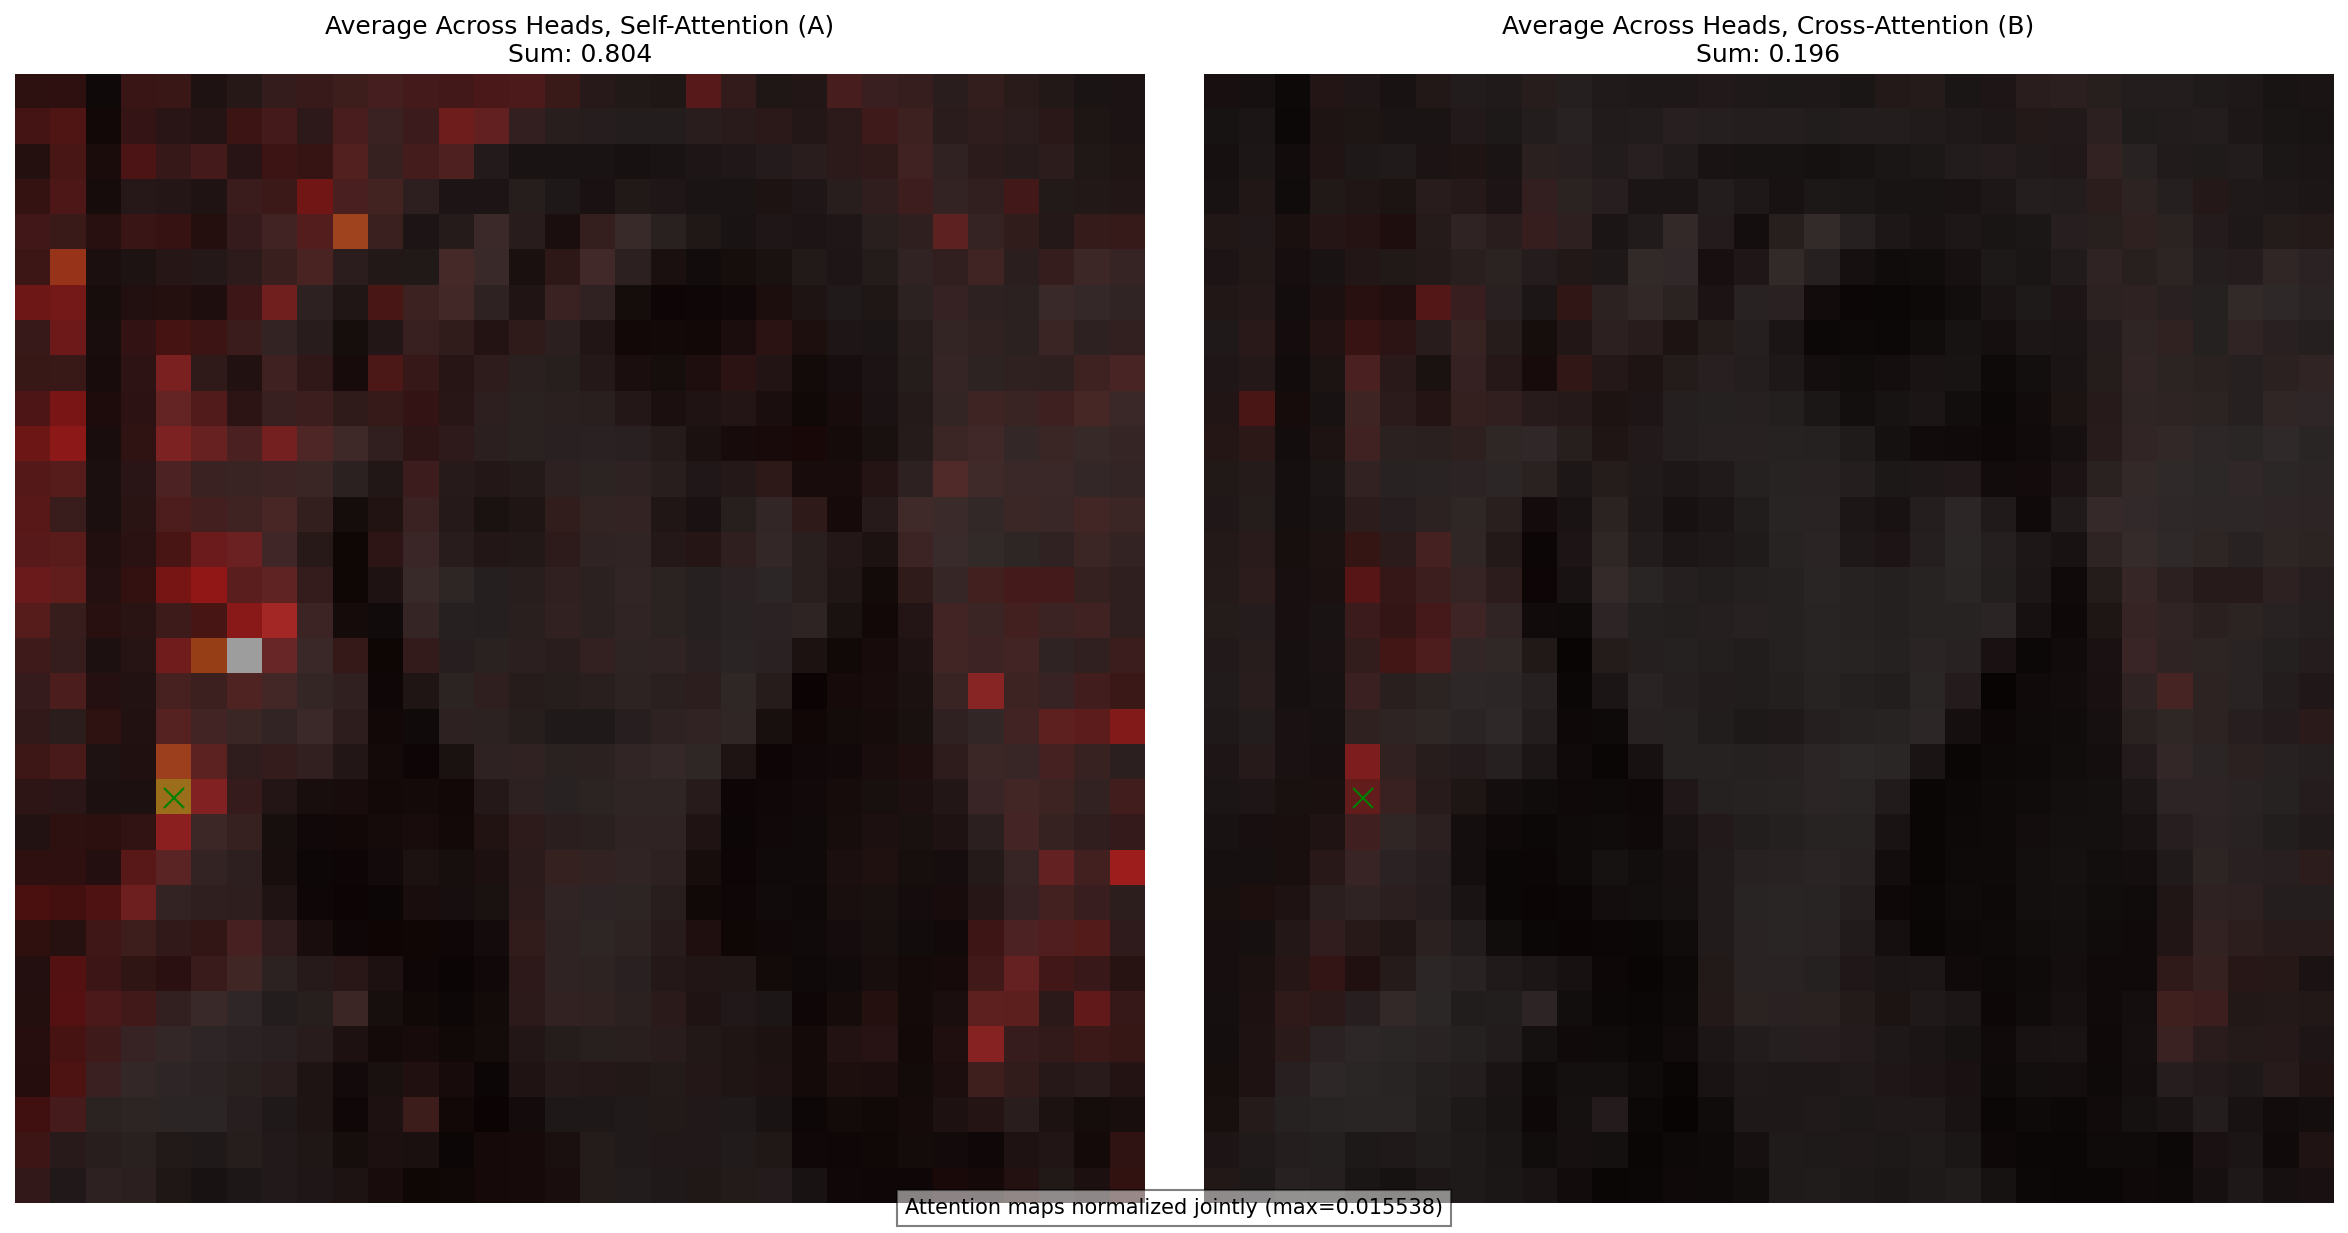 Average Across Heads, Self-Attention (A)
Sum: 0.804
Average Across Heads, Cross-Attention (B)
Sum: 0.196
Attention maps normalized jointly (max=0.015538)